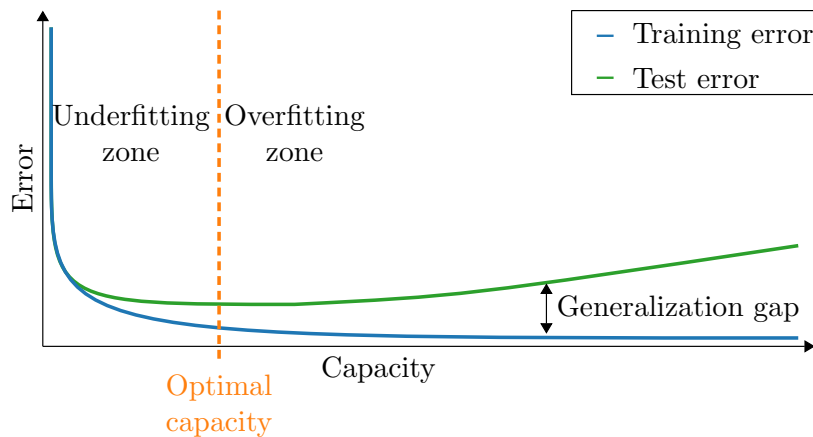 Training error
Test error
Underfitting
zone
Overfitting
zone
Error
Generalization gap
Capacity
Optimal
capacity